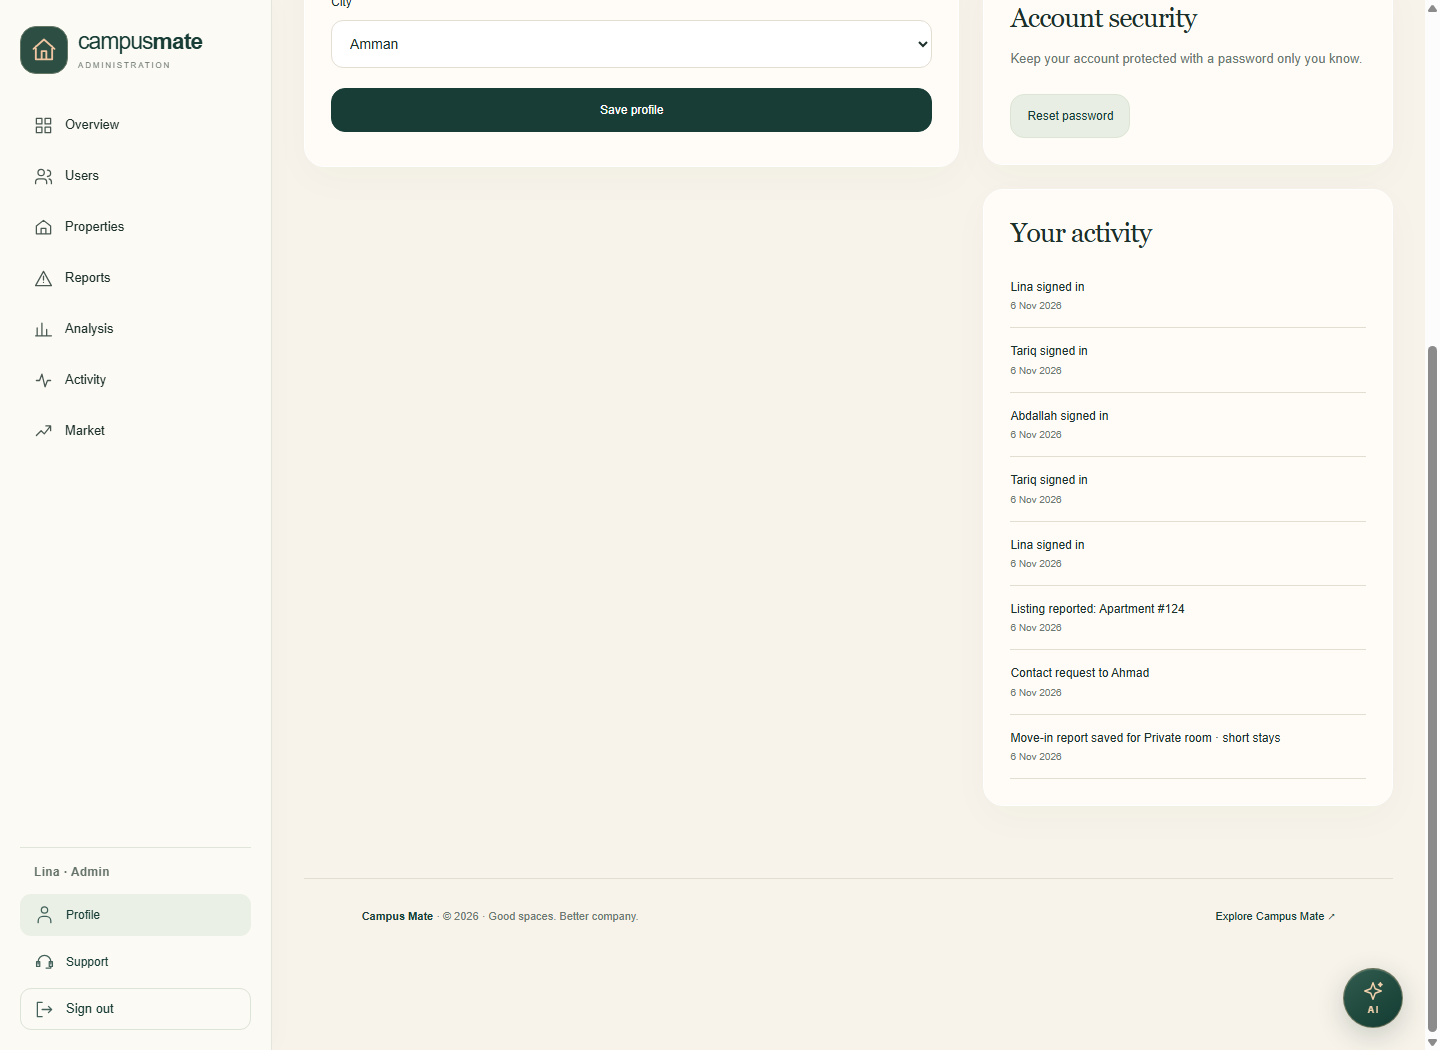 campusmate
ADMINISTRATION
Overview
Users
Properties
Reports
Analysis
Activity
Market
Lina · Admin
Profile
Support
Sign out
City
Amman
Save profile
Account security
Keep your account protected with a password only you know.
Reset password
Your activity
Lina signed in
6 Nov 2026
Tariq signed in
6 Nov 2026
Abdallah signed in
6 Nov 2026
Tariq signed in
6 Nov 2026
Lina signed in
6 Nov 2026
Listing reported: Apartment #124
6 Nov 2026
Contact request to Ahmad
6 Nov 2026
Move-in report saved for Private room · short stays
6 Nov 2026
Campus Mate · © 2026 · Good spaces. Better company.
Explore Campus Mate ↗
AI